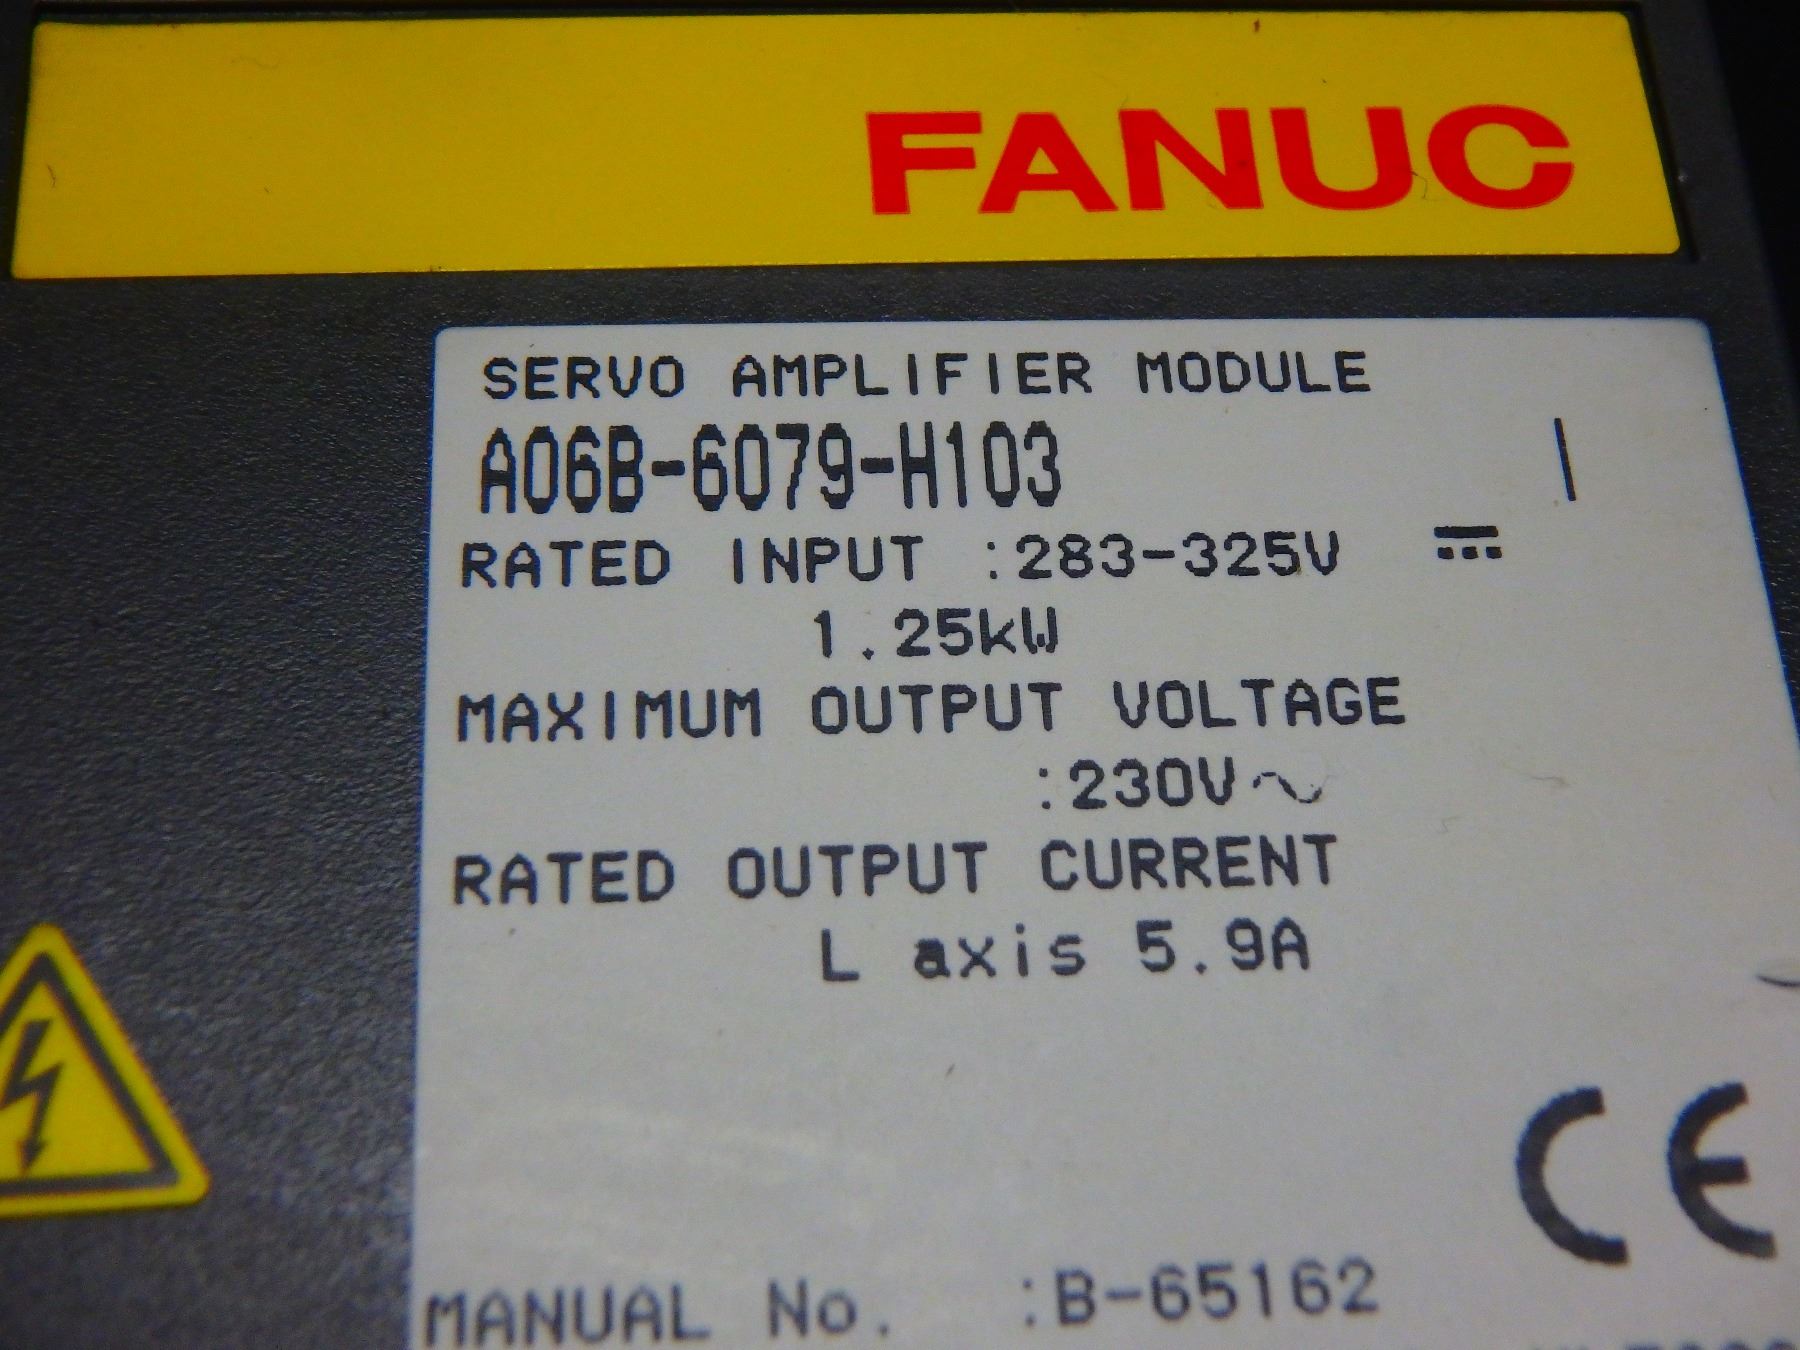 FANUC
SERVO AMPLIFIER MODULE
A06B-6079-H103
RATED INPUT :283-325V ⎓
1.25kW
MAXIMUM OUTPUT VOLTAGE
:230V~
RATED OUTPUT CURRENT
L axis 5.9A
CE
MANUAL No. :B-65162